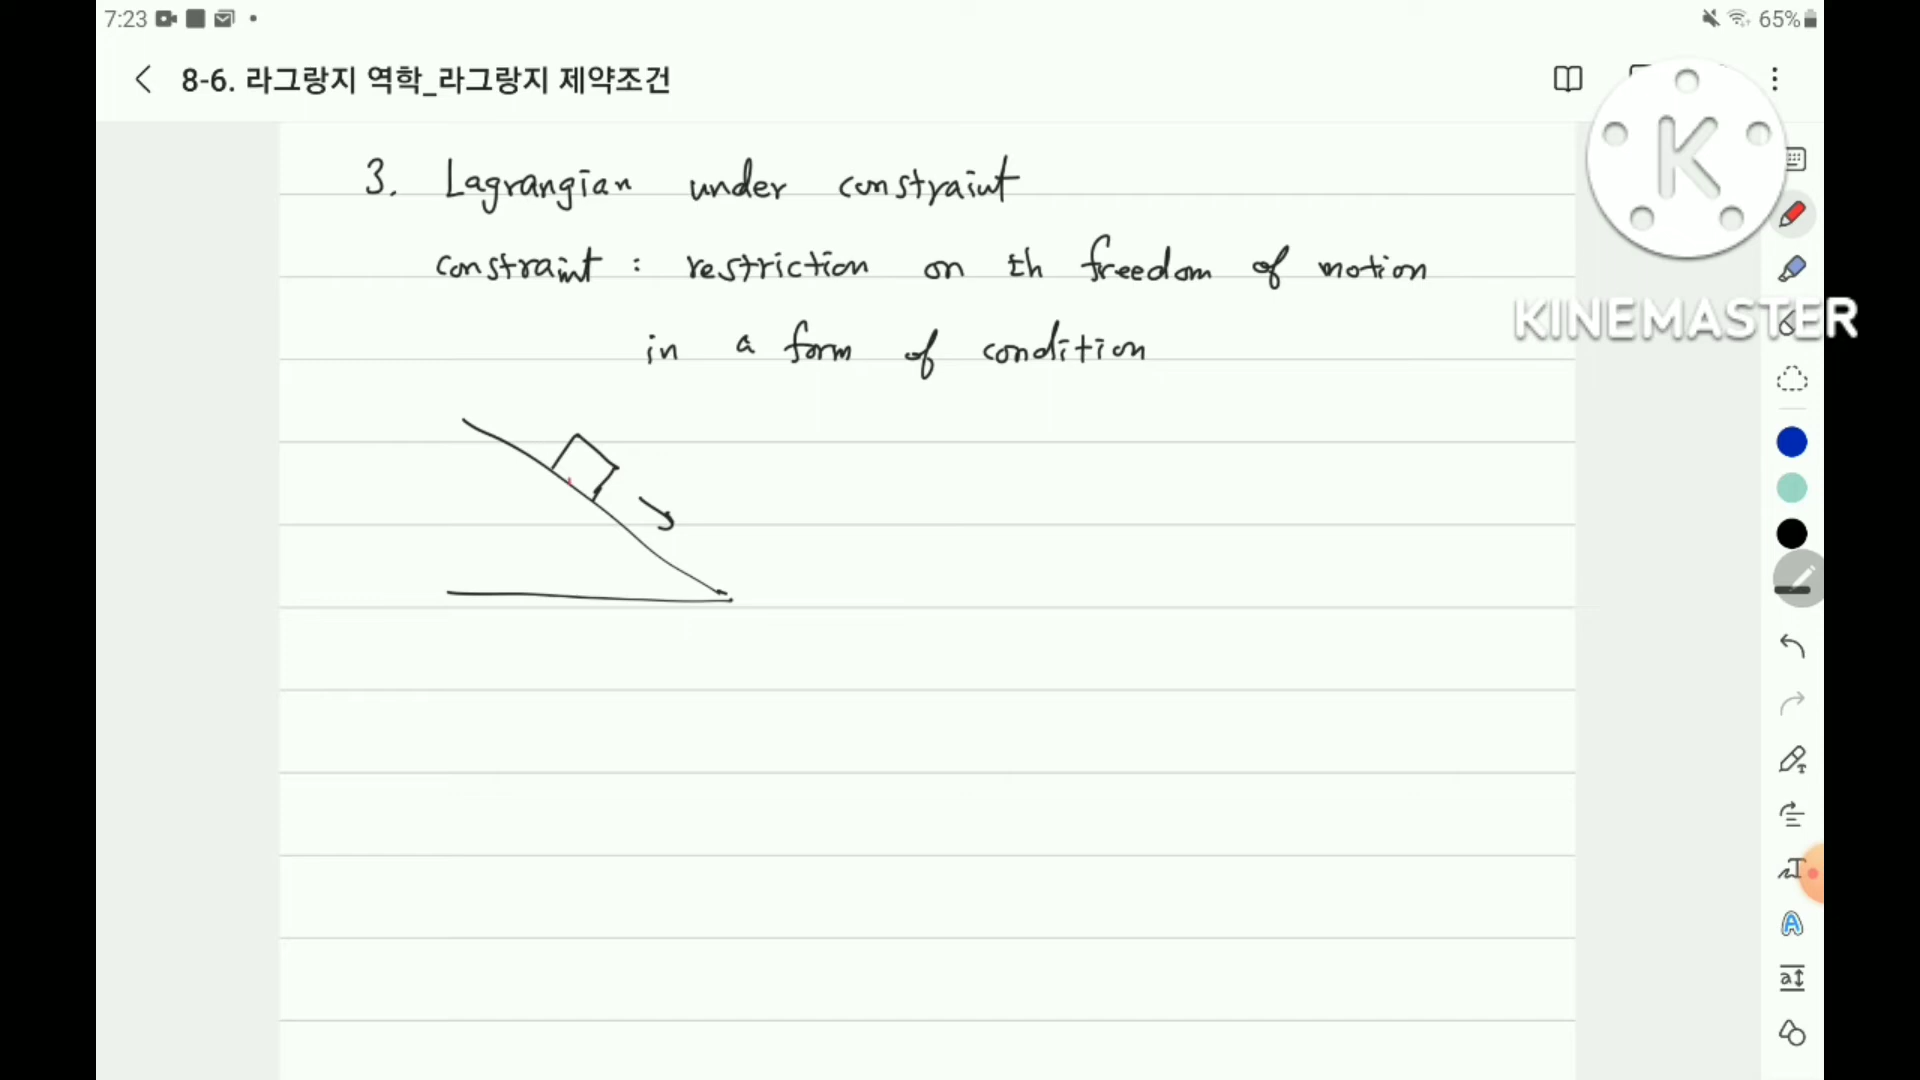 7:23
65%
8-6. 라그랑지 역학_라그랑지 제약조건
K
KINEMASTER
3. Lagrangian under constraint
constraint : restriction on th freedom of motion
in a form of condition